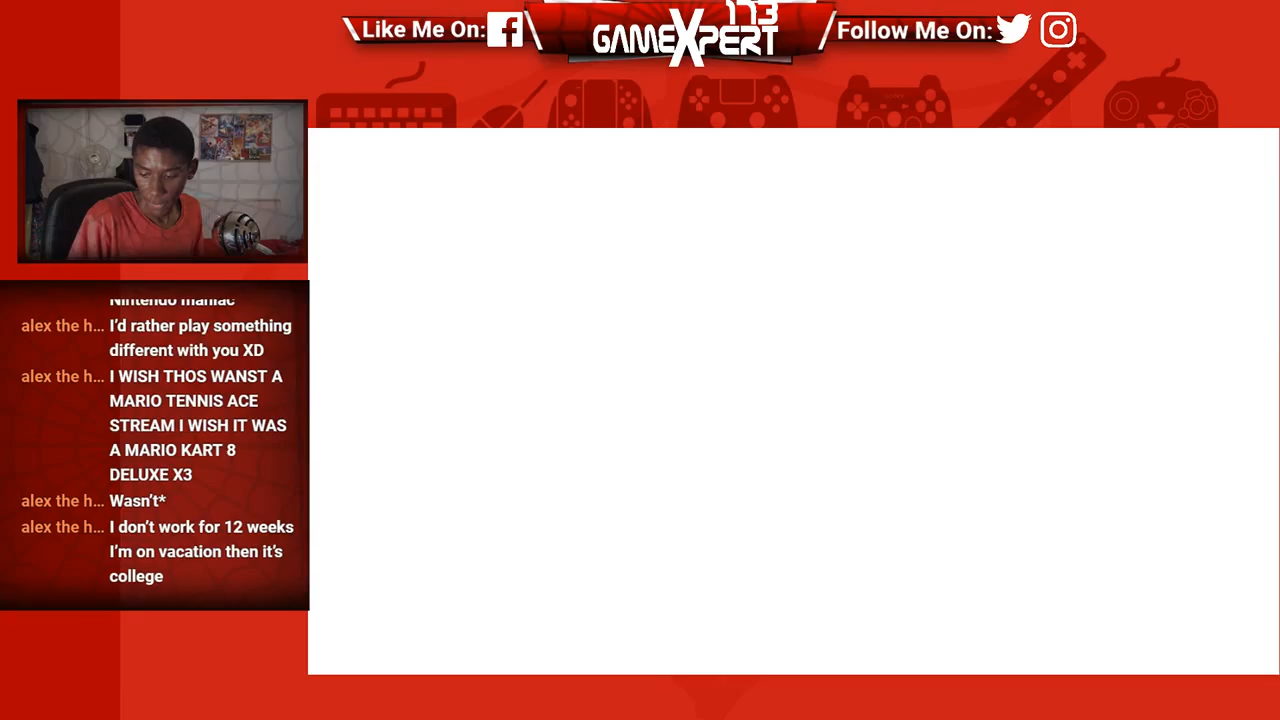 Like Me On:
173
GAMEXPERT
Follow Me On:
Nintendo maniac
alex the h... I'd rather play something
different with you XD
alex the h... I WISH THOS WANST A
MARIO TENNIS ACE
STREAM I WISH IT WAS
A MARIO KART 8
DELUXE X3
alex the h... Wasn't*
alex the h... I don't work for 12 weeks
I'm on vacation then it's
college